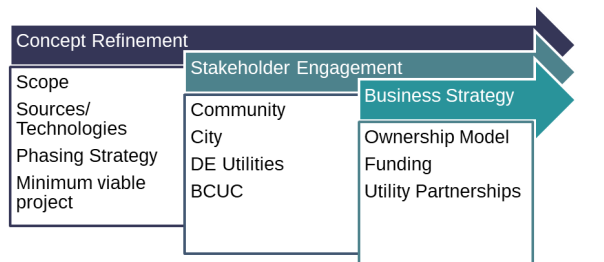 Concept Refinement
Scope
Sources/
Technologies
Phasing Strategy
Minimum viable
project
Stakeholder Engagement
Community
City
DE Utilities
BCUC
Business Strategy
Ownership Model
Funding
Utility Partnerships